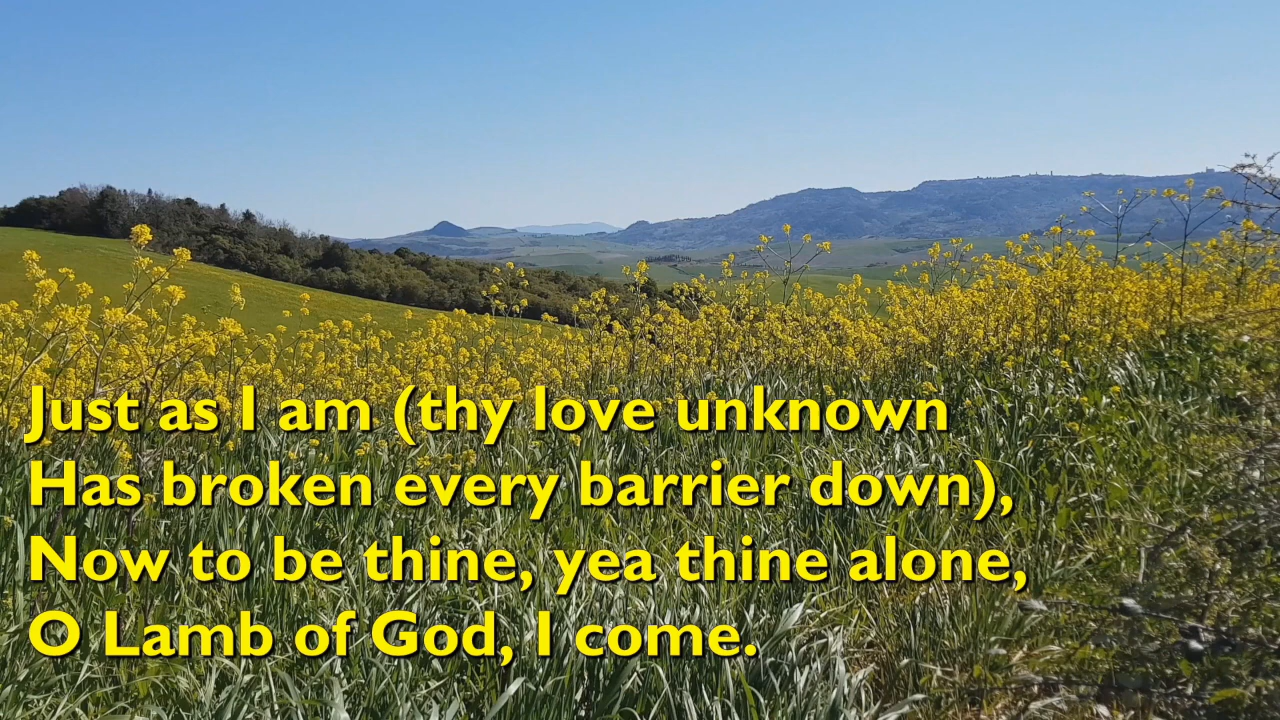 Just as I am (thy love unknown
Has broken every barrier down),
Now to be thine, yea thine alone,
O Lamb of God, I come.